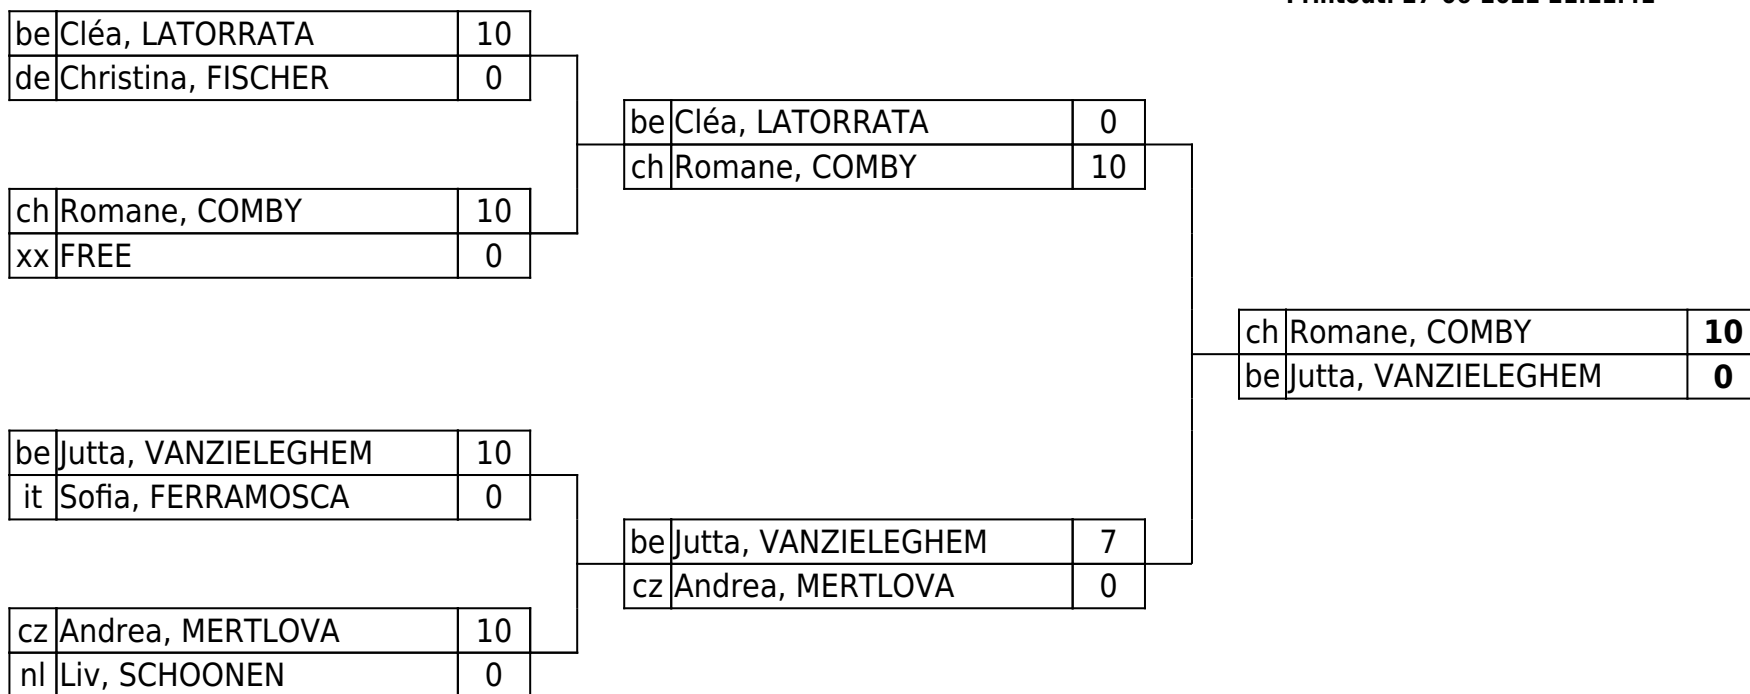 be Cléa, LATORRATA 10
de Christina, FISCHER 0
be Cléa, LATORRATA 0
ch Romane, COMBY 10
ch Romane, COMBY 10
xx FREE 0
ch Romane, COMBY 10
be Jutta, VANZIELEGHEM 0
be Jutta, VANZIELEGHEM 10
it Sofia, FERRAMOSCA 0
be Jutta, VANZIELEGHEM 7
cz Andrea, MERTLOVA 0
cz Andrea, MERTLOVA 10
nl Liv, SCHOONEN 0